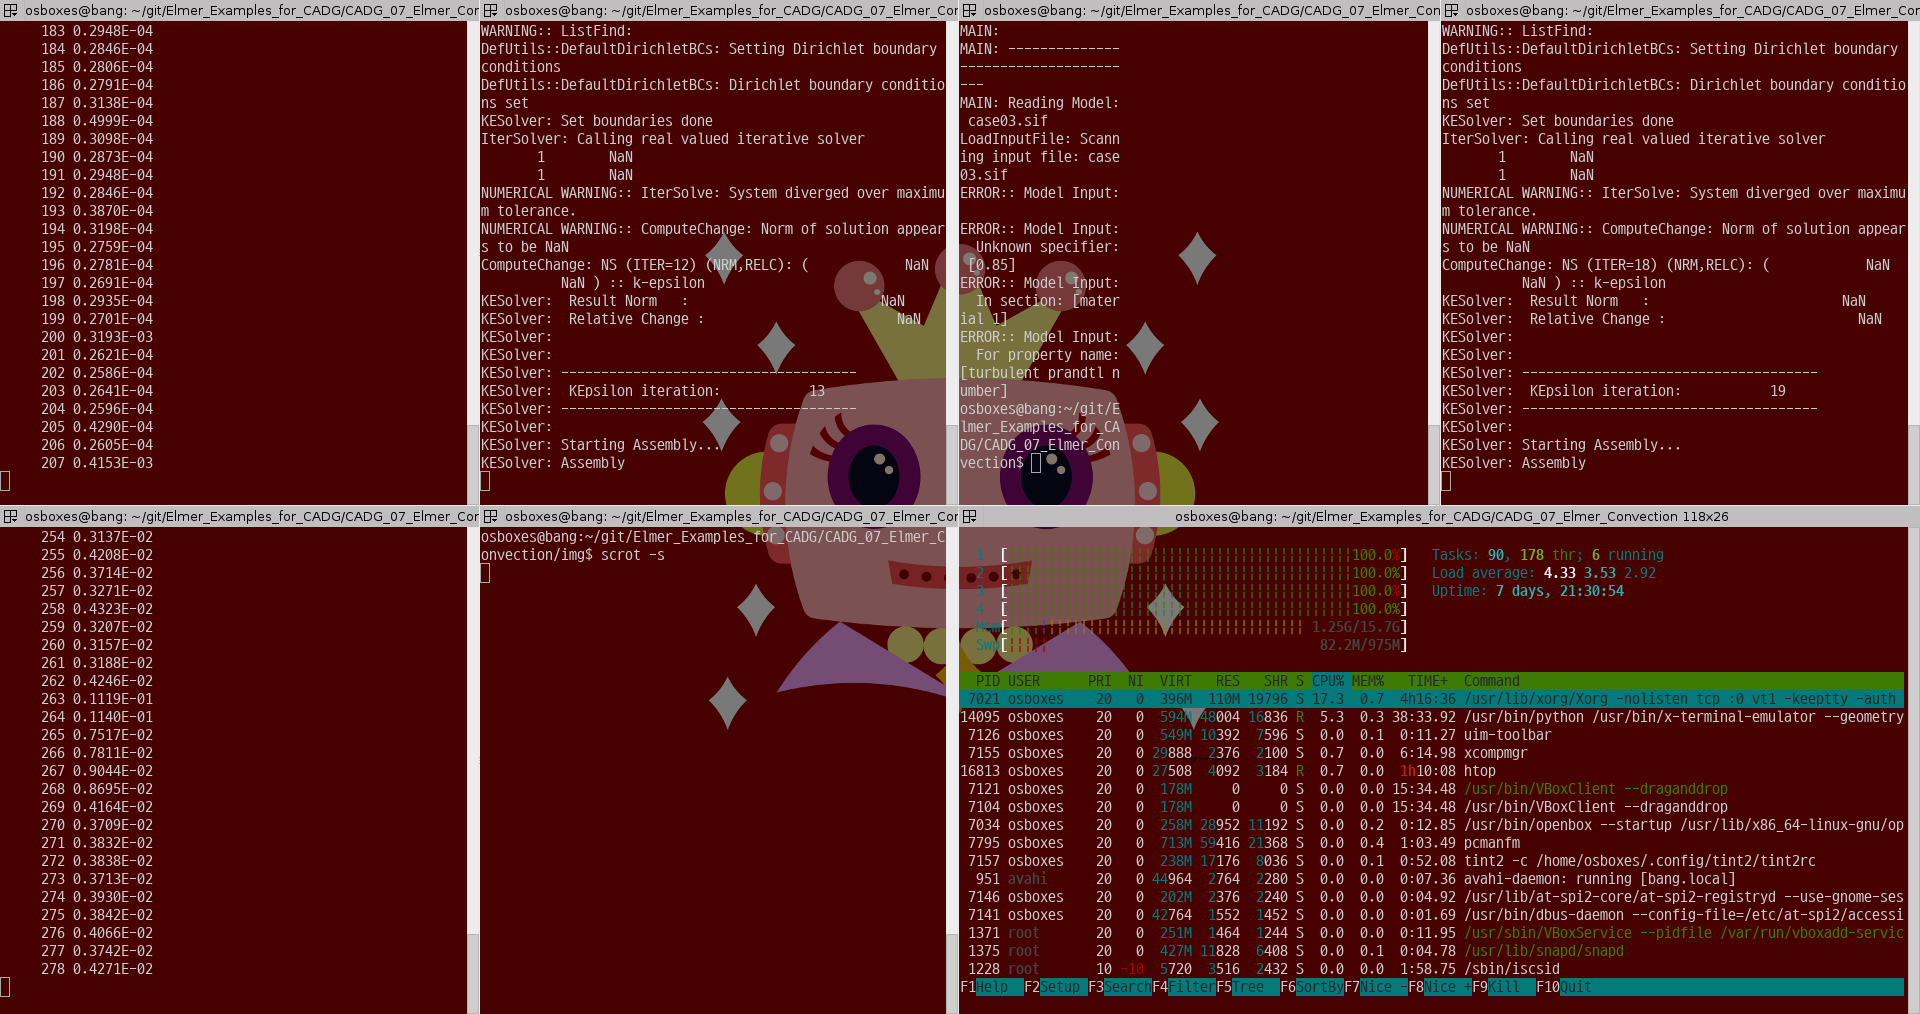 osboxes@bang: ~/git/Elmer_Examples_for_CADG/CADG_07_Elmer_Con
183 0.2948E-04
184 0.2846E-04
185 0.2806E-04
186 0.2791E-04
187 0.3138E-04
188 0.4999E-04
189 0.3098E-04
190 0.2873E-04
191 0.2948E-04
192 0.2846E-04
193 0.3870E-04
194 0.3198E-04
195 0.2759E-04
196 0.2781E-04
197 0.2691E-04
198 0.2935E-04
199 0.2701E-04
200 0.3193E-03
201 0.2621E-04
202 0.2586E-04
203 0.2641E-04
204 0.2596E-04
205 0.4290E-04
206 0.2605E-04
207 0.4153E-03
osboxes@bang: ~/git/Elmer_Examples_for_CADG/CADG_07_Elmer_Con
WARNING:: ListFind:
DefUtils::DefaultDirichletBCs: Setting Dirichlet boundary
conditions
DefUtils::DefaultDirichletBCs: Dirichlet boundary conditio
ns set
KESolver: Set boundaries done
IterSolver: Calling real valued iterative solver
1 NaN
1 NaN
NUMERICAL WARNING:: IterSolve: System diverged over maximu
m tolerance.
NUMERICAL WARNING:: ComputeChange: Norm of solution appear
s to be NaN
ComputeChange: NS (ITER=12) (NRM,RELC): ( NaN
NaN ) :: k-epsilon
KESolver: Result Norm : NaN
KESolver: Relative Change : NaN
KESolver:
KESolver:
KESolver: -------------------------------------
KESolver: KEpsilon iteration: 13
KESolver: -------------------------------------
KESolver:
KESolver: Starting Assembly...
KESolver: Assembly
osboxes@bang: ~/git/Elmer_Examples_for_CADG/CADG_07_Elmer_Con
MAIN:
MAIN: --------------
--------------------
---
MAIN: Reading Model:
case03.sif
LoadInputFile: Scann
ing input file: case
03.sif
ERROR:: Model Input:
ERROR:: Model Input:
Unknown specifier:
[0.85]
ERROR:: Model Input:
In section: [mater
ial 1]
ERROR:: Model Input:
For property name:
[turbulent prandtl n
umber]
osboxes@bang:~/git/E
lmer_Examples_for_CA
DG/CADG_07_Elmer_Con
vection$
osboxes@bang: ~/git/Elmer_Examples_for_CADG/CADG_07_Elmer_Con
WARNING:: ListFind:
DefUtils::DefaultDirichletBCs: Setting Dirichlet boundary
conditions
DefUtils::DefaultDirichletBCs: Dirichlet boundary conditio
ns set
KESolver: Set boundaries done
IterSolver: Calling real valued iterative solver
1 NaN
1 NaN
NUMERICAL WARNING:: IterSolve: System diverged over maximu
m tolerance.
NUMERICAL WARNING:: ComputeChange: Norm of solution appear
s to be NaN
ComputeChange: NS (ITER=18) (NRM,RELC): ( NaN
NaN ) :: k-epsilon
KESolver: Result Norm : NaN
KESolver: Relative Change : NaN
KESolver:
KESolver:
KESolver: -------------------------------------
KESolver: KEpsilon iteration: 19
KESolver: -------------------------------------
KESolver:
KESolver: Starting Assembly...
KESolver: Assembly
osboxes@bang: ~/git/Elmer_Examples_for_CADG/CADG_07_Elmer_Con
254 0.3137E-02
255 0.4208E-02
256 0.3714E-02
257 0.3271E-02
258 0.4323E-02
259 0.3207E-02
260 0.3157E-02
261 0.3188E-02
262 0.4246E-02
263 0.1119E-01
264 0.1140E-01
265 0.7517E-02
266 0.7811E-02
267 0.9044E-02
268 0.8695E-02
269 0.4164E-02
270 0.3709E-02
271 0.3832E-02
272 0.3838E-02
273 0.3713E-02
274 0.3930E-02
275 0.3842E-02
276 0.4066E-02
277 0.3742E-02
278 0.4271E-02
osboxes@bang: ~/git/Elmer_Examples_for_CADG/CADG_07_Elmer_Con
osboxes@bang:~/git/Elmer_Examples_for_CADG/CADG_07_Elmer_C
onvection/img$ scrot -s
osboxes@bang: ~/git/Elmer_Examples_for_CADG/CADG_07_Elmer_Convection 118x26
1 [100.0%] Tasks: 90, 178 thr; 6 running
2 [100.0%] Load average: 4.33 3.53 2.92
3 [100.0%] Uptime: 7 days, 21:30:54
4 [100.0%]
Mem[1.25G/15.7G]
Swp[82.2M/975M]
PID USER PRI NI VIRT RES SHR S CPU% MEM% TIME+ Command
7021 osboxes 20 0 396M 110M 19796 S 17.3 0.7 4h16:36 /usr/lib/xorg/Xorg -nolisten tcp :0 vt1 -keeptty -auth
14095 osboxes 20 0 594M 48004 16836 R 5.3 0.3 38:33.92 /usr/bin/python /usr/bin/x-terminal-emulator --geometry
7126 osboxes 20 0 549M 10392 7596 S 0.0 0.1 0:11.27 uim-toolbar
7155 osboxes 20 0 29888 2376 2100 S 0.7 0.0 6:14.98 xcompmgr
16813 osboxes 20 0 27508 4092 3184 R 0.7 0.0 1h10:08 htop
7121 osboxes 20 0 178M 0 0 S 0.0 0.0 15:34.48 /usr/bin/VBoxClient --draganddrop
7104 osboxes 20 0 178M 0 0 S 0.0 0.0 15:34.48 /usr/bin/VBoxClient --draganddrop
7034 osboxes 20 0 258M 28952 11192 S 0.0 0.2 0:12.85 /usr/bin/openbox --startup /usr/lib/x86_64-linux-gnu/op
7795 osboxes 20 0 713M 59416 21368 S 0.0 0.4 1:03.49 pcmanfm
7157 osboxes 20 0 238M 17176 8036 S 0.0 0.1 0:52.08 tint2 -c /home/osboxes/.config/tint2/tint2rc
951 avahi 20 0 44964 2764 2280 S 0.0 0.0 0:07.36 avahi-daemon: running [bang.local]
7146 osboxes 20 0 202M 2376 2240 S 0.0 0.0 0:04.92 /usr/lib/at-spi2-core/at-spi2-registryd --use-gnome-ses
7141 osboxes 20 0 42764 1552 1452 S 0.0 0.0 0:01.69 /usr/bin/dbus-daemon --config-file=/etc/at-spi2/accessi
1371 root 20 0 251M 1464 1244 S 0.0 0.0 0:11.95 /usr/sbin/VBoxService --pidfile /var/run/vboxadd-servic
1375 root 20 0 427M 11828 6408 S 0.0 0.1 0:04.78 /usr/lib/snapd/snapd
1228 root 10 -10 5720 3516 2432 S 0.0 0.0 1:58.75 /sbin/iscsid
F1Help F2Setup F3SearchF4FilterF5Tree F6SortByF7Nice -F8Nice +F9Kill F10Quit